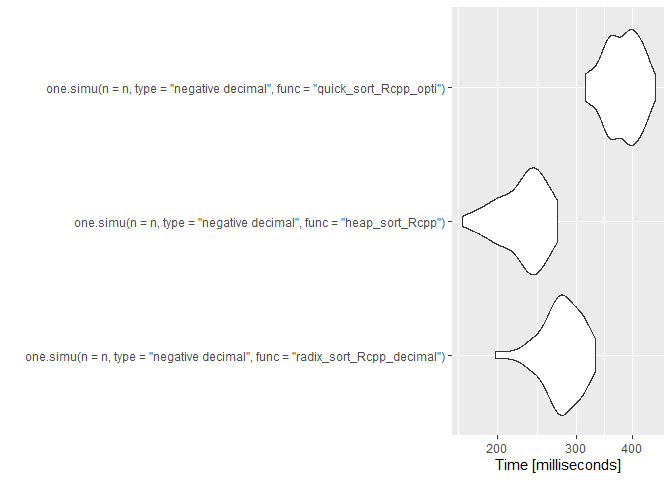 one.simu(n = n, type = "negative decimal", func = "quick_sort_Rcpp_opti")
one.simu(n = n, type = "negative decimal", func = "heap_sort_Rcpp")
one.simu(n = n, type = "negative decimal", func = "radix_sort_Rcpp_decimal")
200 300 400
Time [milliseconds]